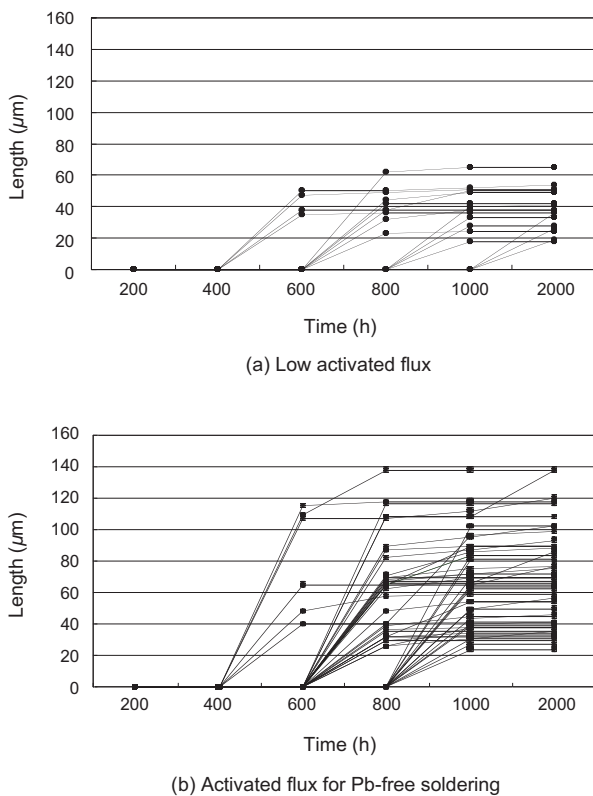 160
140
120
100
80
60
40
20
0
Length (µm)
200 400 600 800 1000 2000
Time (h)
(a) Low activated flux
160
140
120
100
80
60
40
20
0
Length (µm)
200 400 600 800 1000 2000
Time (h)
(b) Activated flux for Pb-free soldering